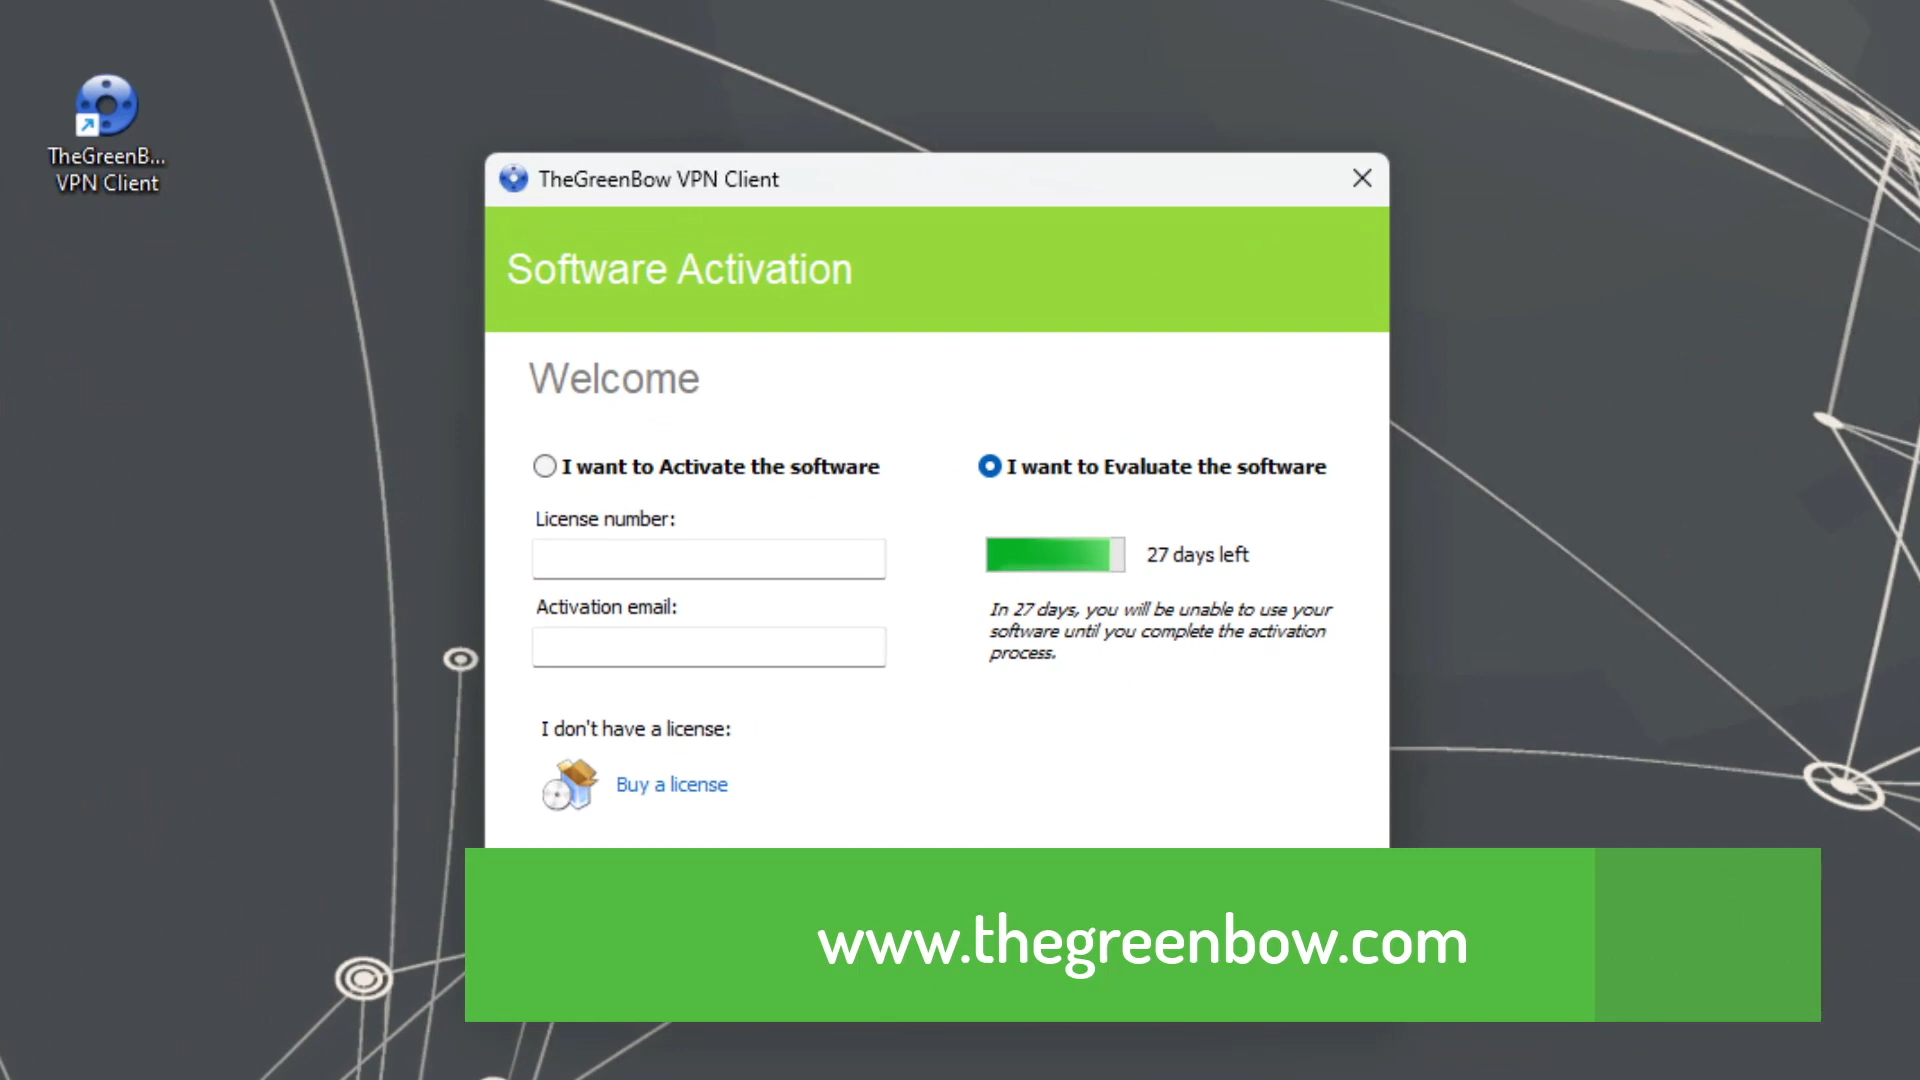 TheGreenB...
VPN Client
TheGreenBow VPN Client
Software Activation
Welcome
I want to Activate the software
License number:
Activation email:
I don't have a license:
Buy a license
I want to Evaluate the software
27 days left
In 27 days, you will be unable to use your
software until you complete the activation
process.
www.thegreenbow.com